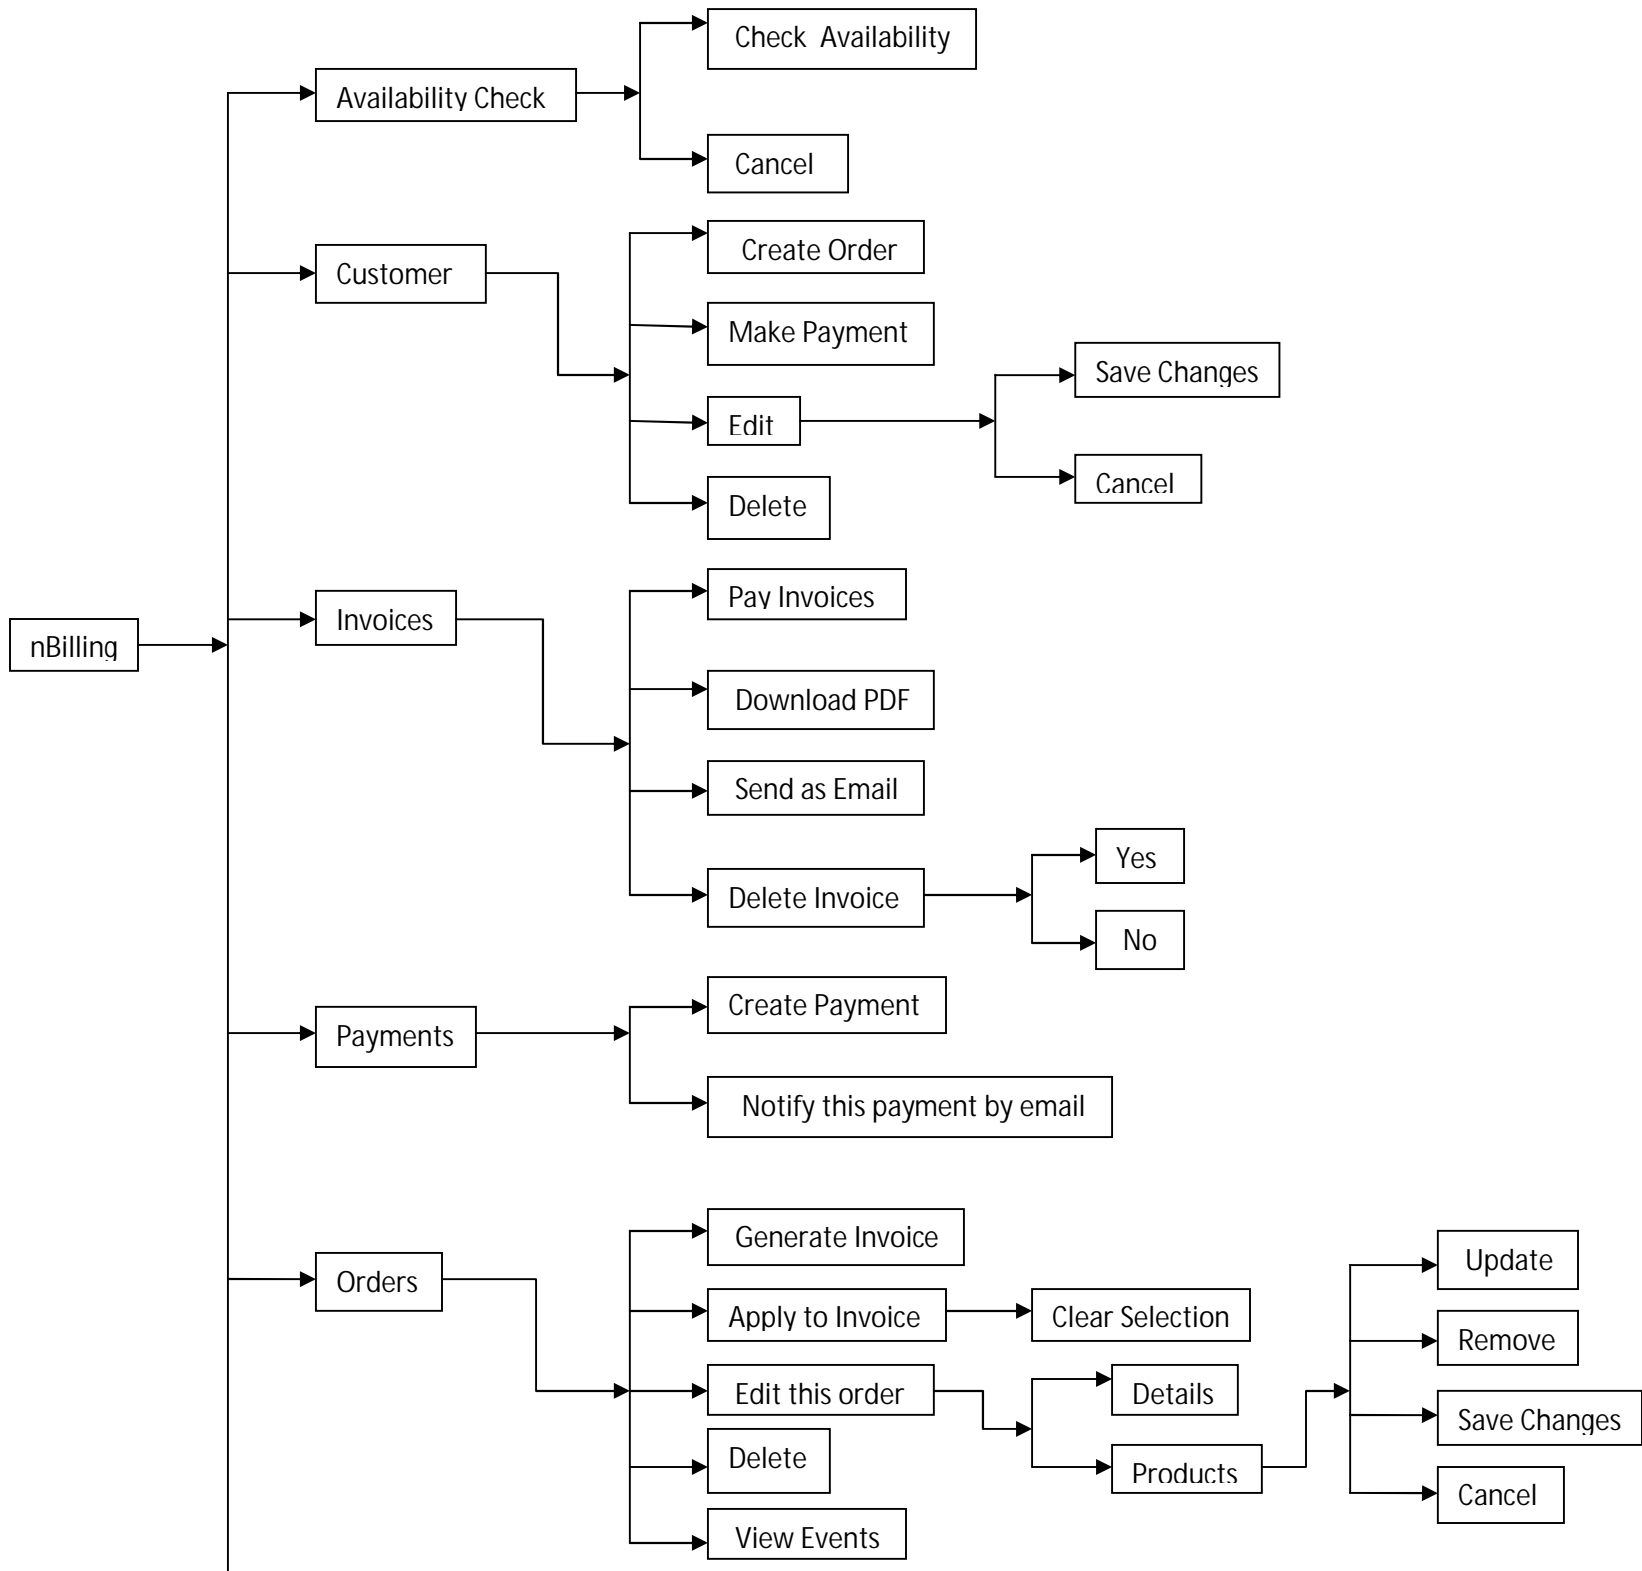 nBilling
Availability Check
Check Availability
Cancel
Customer
Create Order
Make Payment
Edit
Save Changes
Cancel
Delete
Invoices
Pay Invoices
Download PDF
Send as Email
Delete Invoice
Yes
No
Payments
Create Payment
Notify this payment by email
Orders
Generate Invoice
Apply to Invoice
Clear Selection
Edit this order
Details
Products
Update
Remove
Save Changes
Cancel
Delete
View Events